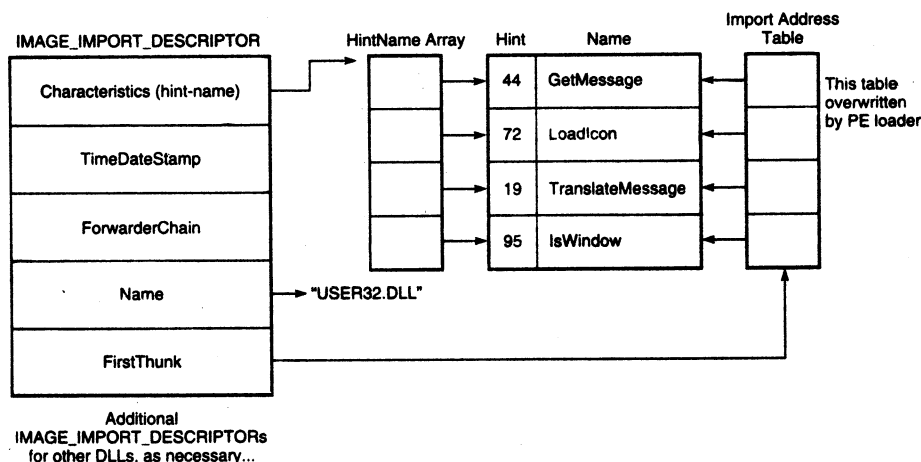 IMAGE_IMPORT_DESCRIPTOR
Characteristics (hint-name)
TimeDateStamp
ForwarderChain
Name
FirstThunk
"USER32.DLL"
Additional
IMAGE_IMPORT_DESCRIPTORs
for other DLLs, as necessary...
HintName Array
Hint
Name
44
GetMessage
72
LoadIcon
19
TranslateMessage
95
IsWindow
Import Address
Table
This table
overwritten
by PE loader